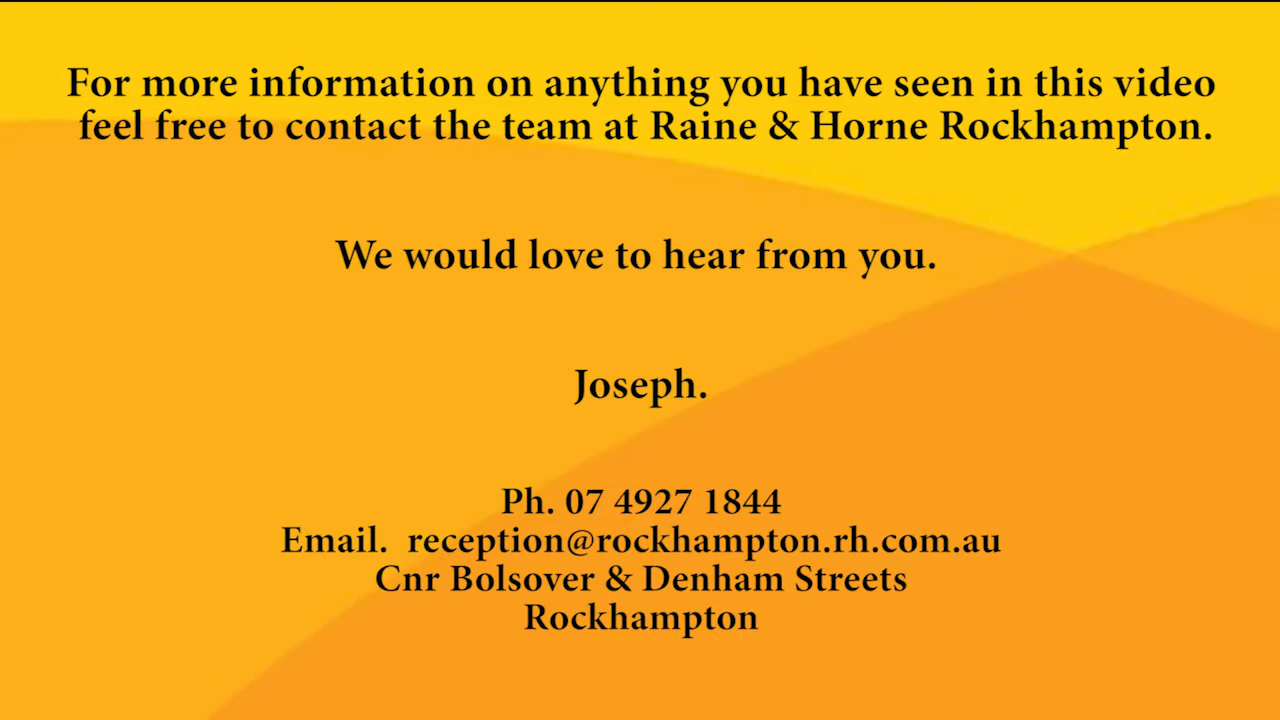 For more information on anything you have seen in this video
feel free to contact the team at Raine & Horne Rockhampton.
We would love to hear from you.
Joseph.
Ph. 07 4927 1844
Email.  reception@rockhampton.rh.com.au
Cnr Bolsover & Denham Streets
Rockhampton